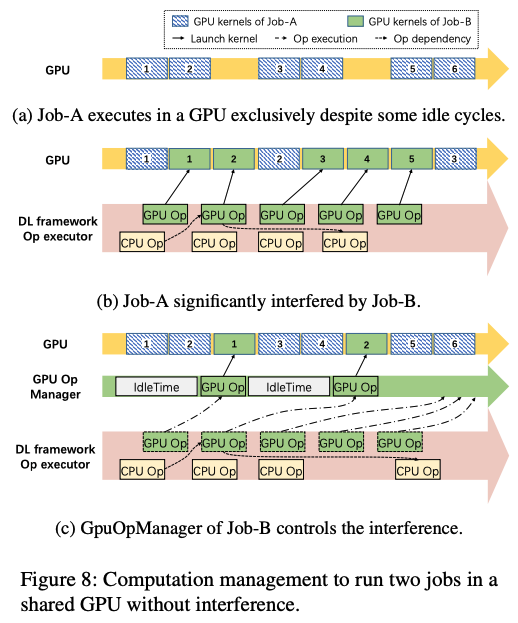 GPU kernels of Job-A GPU kernels of Job-B
Launch kernel Op execution Op dependency
GPU 1 2 3 4 5 6
(a) Job-A executes in a GPU exclusively despite some idle cycles.
GPU 1 1 2 2 3 4 5 3
DL framework
Op executor
GPU Op GPU Op GPU Op GPU Op GPU Op
CPU Op CPU Op CPU Op CPU Op
(b) Job-A significantly interfered by Job-B.
GPU 1 2 1 3 4 2 5 6
GPU Op
Manager
IdleTime GPU Op IdleTime GPU Op
DL framework
Op executor
GPU Op GPU Op GPU Op GPU Op GPU Op
CPU Op CPU Op CPU Op CPU Op
(c) GpuOpManager of Job-B controls the interference.
Figure 8: Computation management to run two jobs in a
shared GPU without interference.